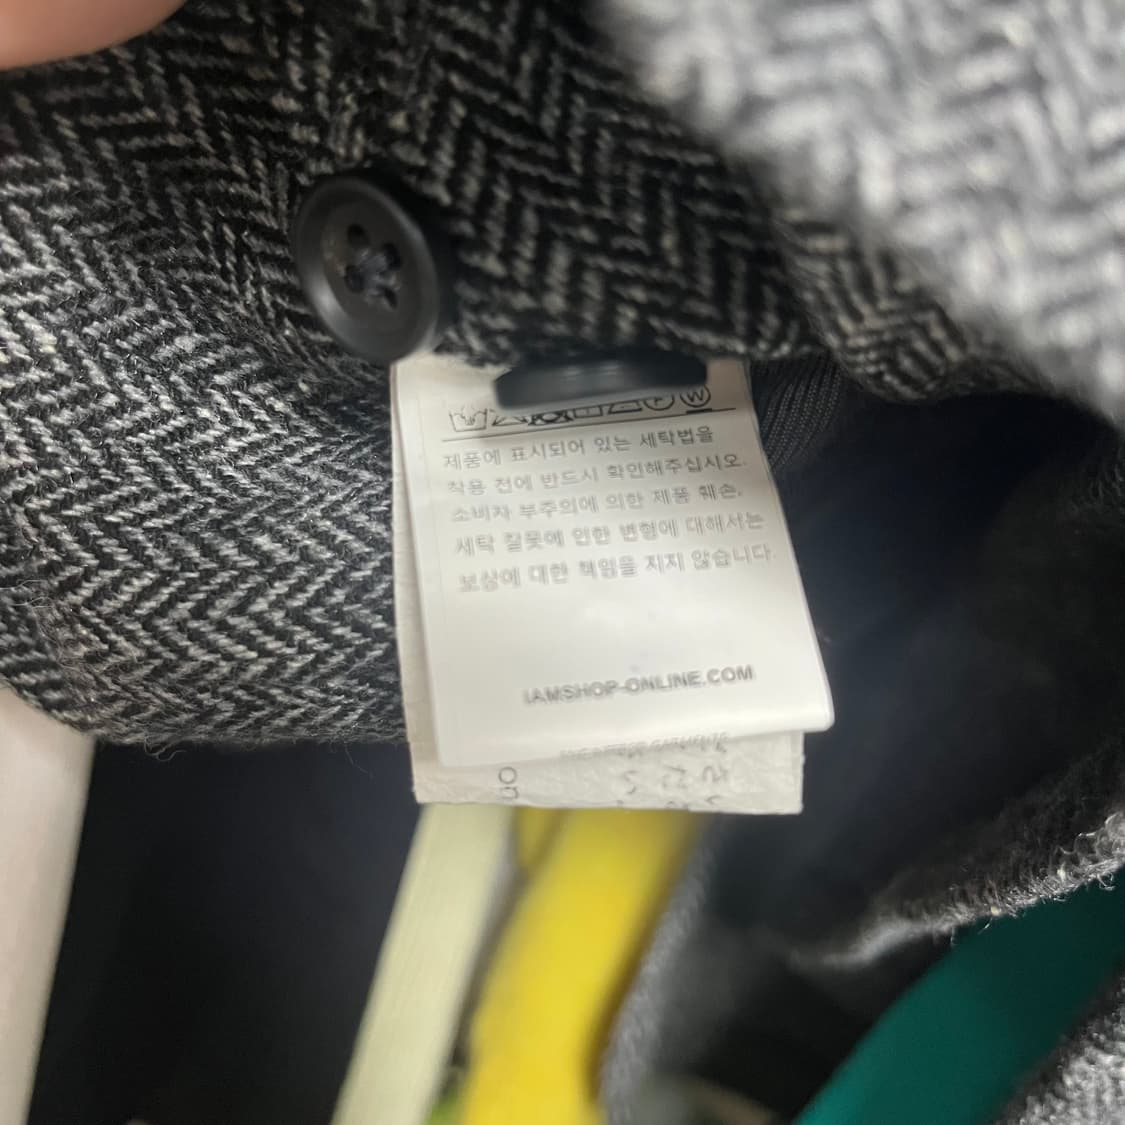 제품에 표시되어 있는 세탁법을
착용 전에 반드시 확인해주십시오.
소비자 부주의에 의한 제품 훼손,
세탁 잘못에 인한 변형에 대해서는
보상에 대한 책임을 지지 않습니다.
IAMSHOP-ONLINE.COM